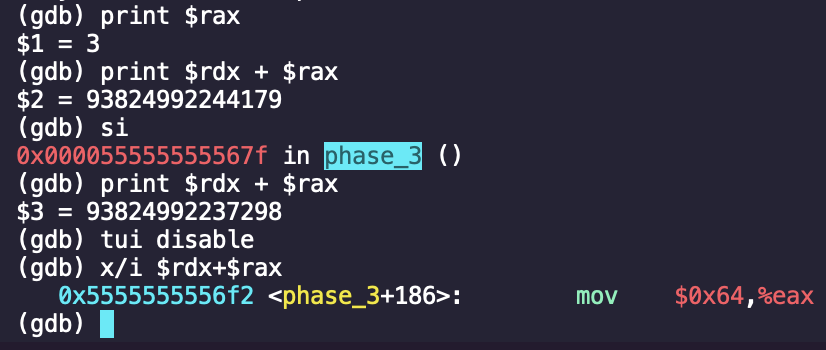 (gdb) print $rax
$1 = 3
(gdb) print $rdx + $rax
$2 = 93824992244179
(gdb) si
0x000055555555567f in phase_3 ()
(gdb) print $rdx + $rax
$3 = 93824992237298
(gdb) tui disable
(gdb) x/i $rdx+$rax
0x5555555556f2 <phase_3+186>: mov $0x64,%eax
(gdb)